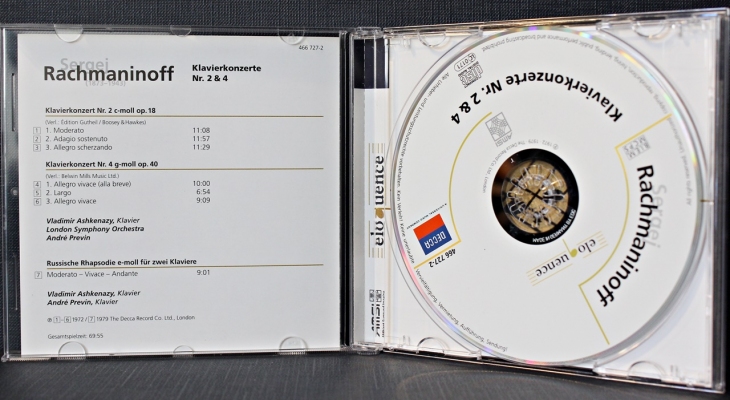 466 727-2
Sergei
Rachmaninoff
(1873–1943)
Klavierkonzerte
Nr. 2 & 4
Klavierkonzert Nr. 2 c-moll op.18
(Verl.: Edition Gutheil / Boosey & Hawkes)
1 1. Moderato 11:08
2 2. Adagio sostenuto 11:57
3 3. Allegro scherzando 11:29
Klavierkonzert Nr. 4 g-moll op. 40
(Verl.: Belwin Mills Music Ltd.)
4 1. Allegro vivace (alla breve) 10:00
5 2. Largo 6:54
6 3. Allegro vivace 9:09
Vladimir Ashkenazy, Klavier
London Symphony Orchestra
André Previn
Russische Rhapsodie e-moll für zwei Klaviere
7 Moderato – Vivace – Andante 9:01
Vladimir Ashkenazy, Klavier
André Previn, Klavier
℗ 1 - 6 1972 / 7 1979 The Decca Record Co. Ltd., London
Gesamtspielzeit: 69:55
eloquence
Klavierkonzerte Nr. 2 & 4
Sergei
Rachmaninoff
BIEM
DECCA
466 727-2
eloquence